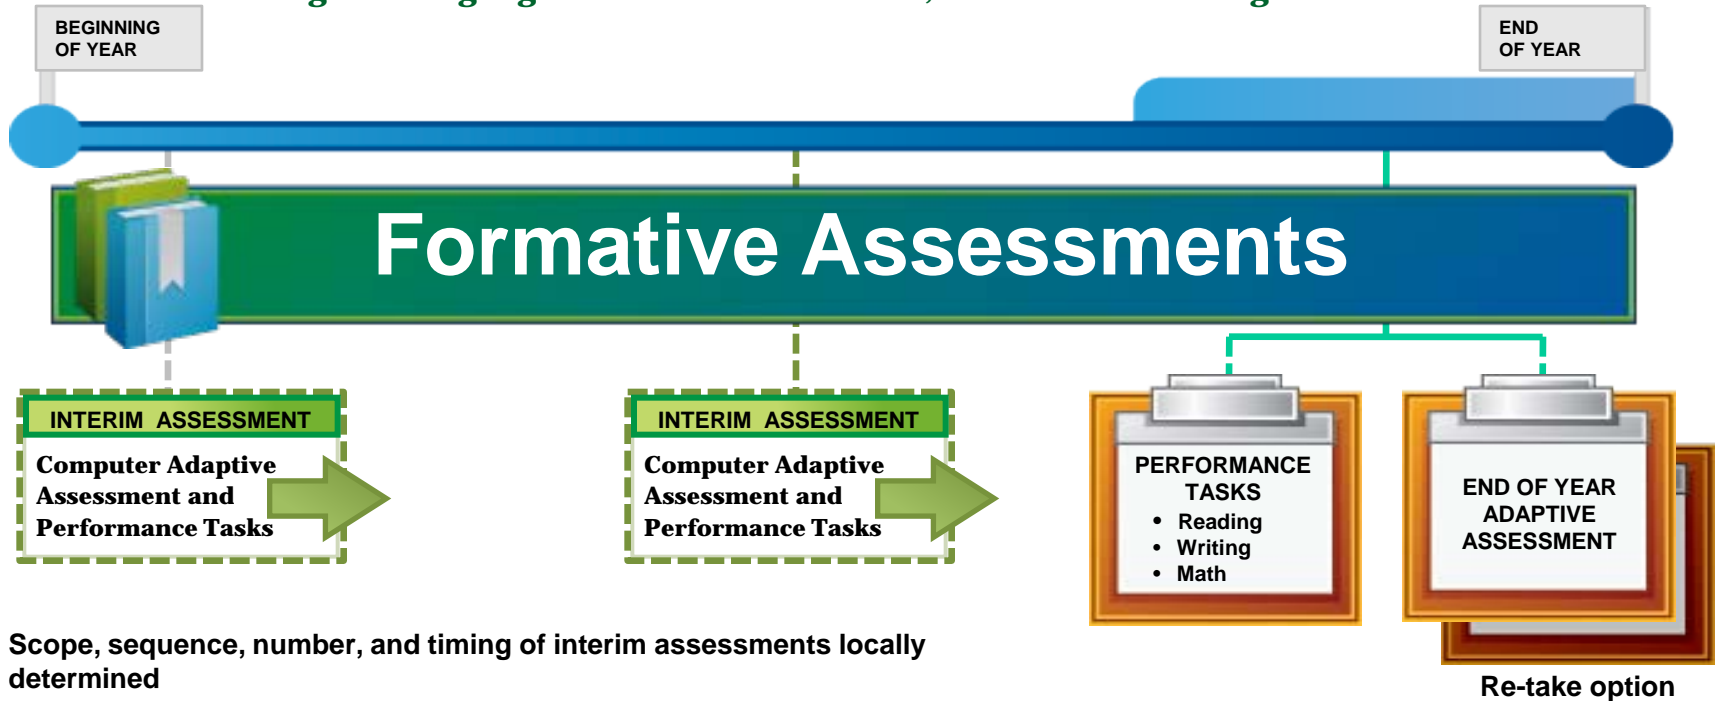 BEGINNING
OF YEAR
END
OF YEAR
Formative Assessments
INTERIM ASSESSMENT
Computer Adaptive
Assessment and
Performance Tasks
INTERIM ASSESSMENT
Computer Adaptive
Assessment and
Performance Tasks
PERFORMANCE
TASKS
• Reading
• Writing
• Math
END OF YEAR
ADAPTIVE
ASSESSMENT
Scope, sequence, number, and timing of interim assessments locally
determined
Re-take option